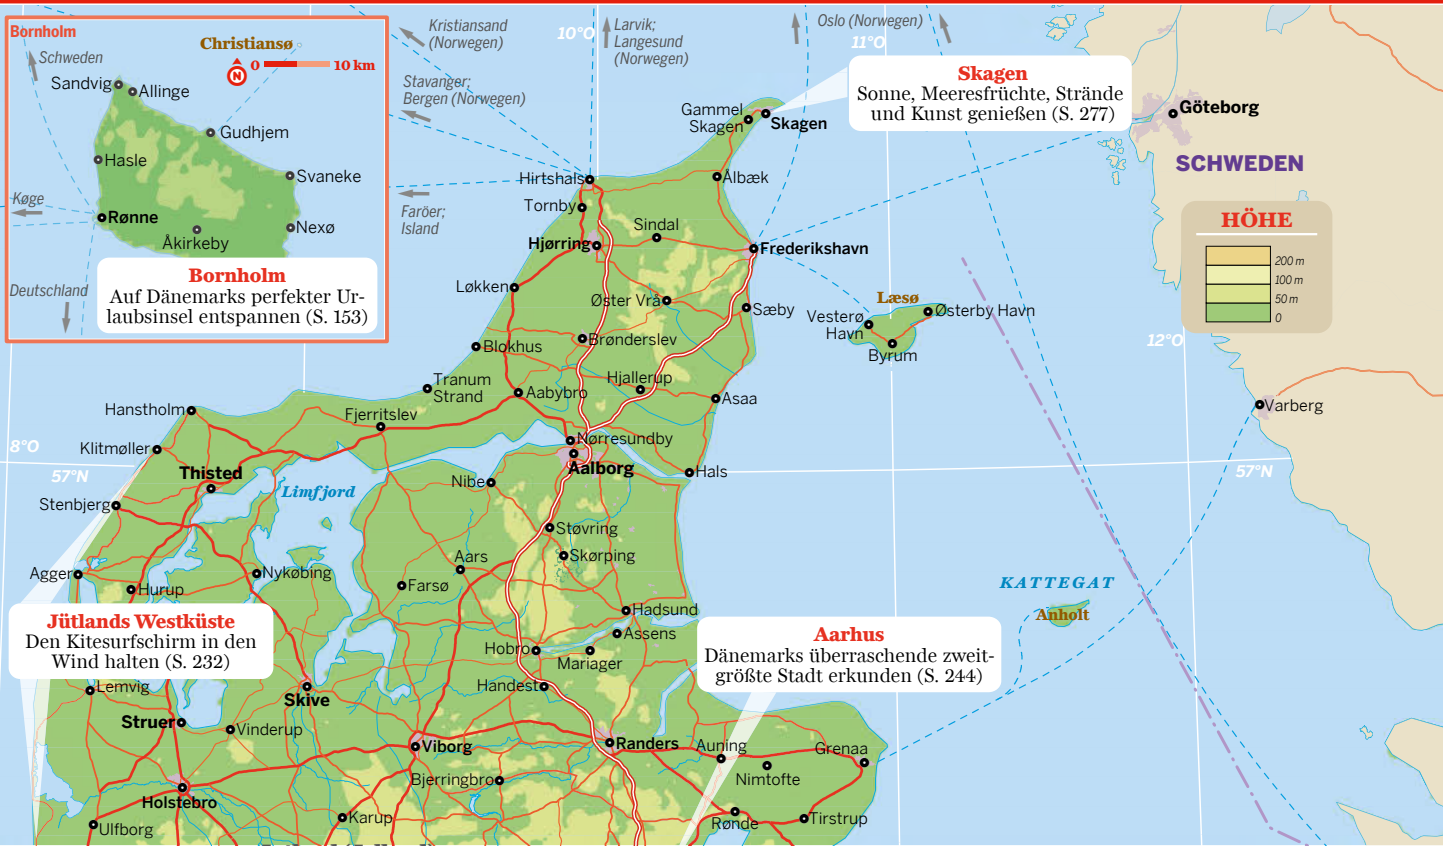 Bornholm
Christiansø
Schweden
0
10 km
N
Sandvig
Allinge
Gudhjem
Hasle
Svaneke
Køge
Rønne
Åkirkeby
Nexø
Deutschland
Bornholm
Auf Dänemarks perfekter Ur-
laubsinsel entspannen (S. 153)
Kristiansand
(Norwegen)
Stavanger;
Bergen (Norwegen)
10°O
Larvik;
Langesund
(Norwegen)
Oslo (Norwegen)
11°O
Färöer;
Island
Skagen
Sonne, Meeresfrüchte, Strände
und Kunst genießen (S. 277)
Göteborg
SCHWEDEN
HÖHE
200 m
100 m
50 m
0
Gammel
Skagen
Skagen
Hirtshals
Ålbæk
Tornby
Sindal
Hjørring
Frederikshavn
Løkken
Øster Vrå
Sæby
Læsø
Vesterø
Havn
Østerby Havn
Byrum
12°O
Blokhus
Brønderslev
Tranum
Strand
Hjallerup
Aabybro
Asaa
Hanstholm
Fjerritslev
Varberg
Klitmøller
8°O
57°N
Nørresundby
Thisted
Aalborg
Hals
57°N
Limfjord
Nibe
Stenbjerg
Støvring
Skørping
Agger
Hurup
Nykøbing
Aars
Farsø
KATTEGAT
Anholt
Jütlands Westküste
Den Kitesurfschirm in den
Wind halten (S. 232)
Hadsund
Assens
Hobro
Mariager
Aarhus
Dänemarks überraschende zweit-
größte Stadt erkunden (S. 244)
Handest
Lemvig
Skive
Struer
Vinderup
Viborg
Randers
Auning
Grenaa
Nimtofte
Bjerringbro
Holstebro
Karup
Ulfborg
Rønde
Tirstrup